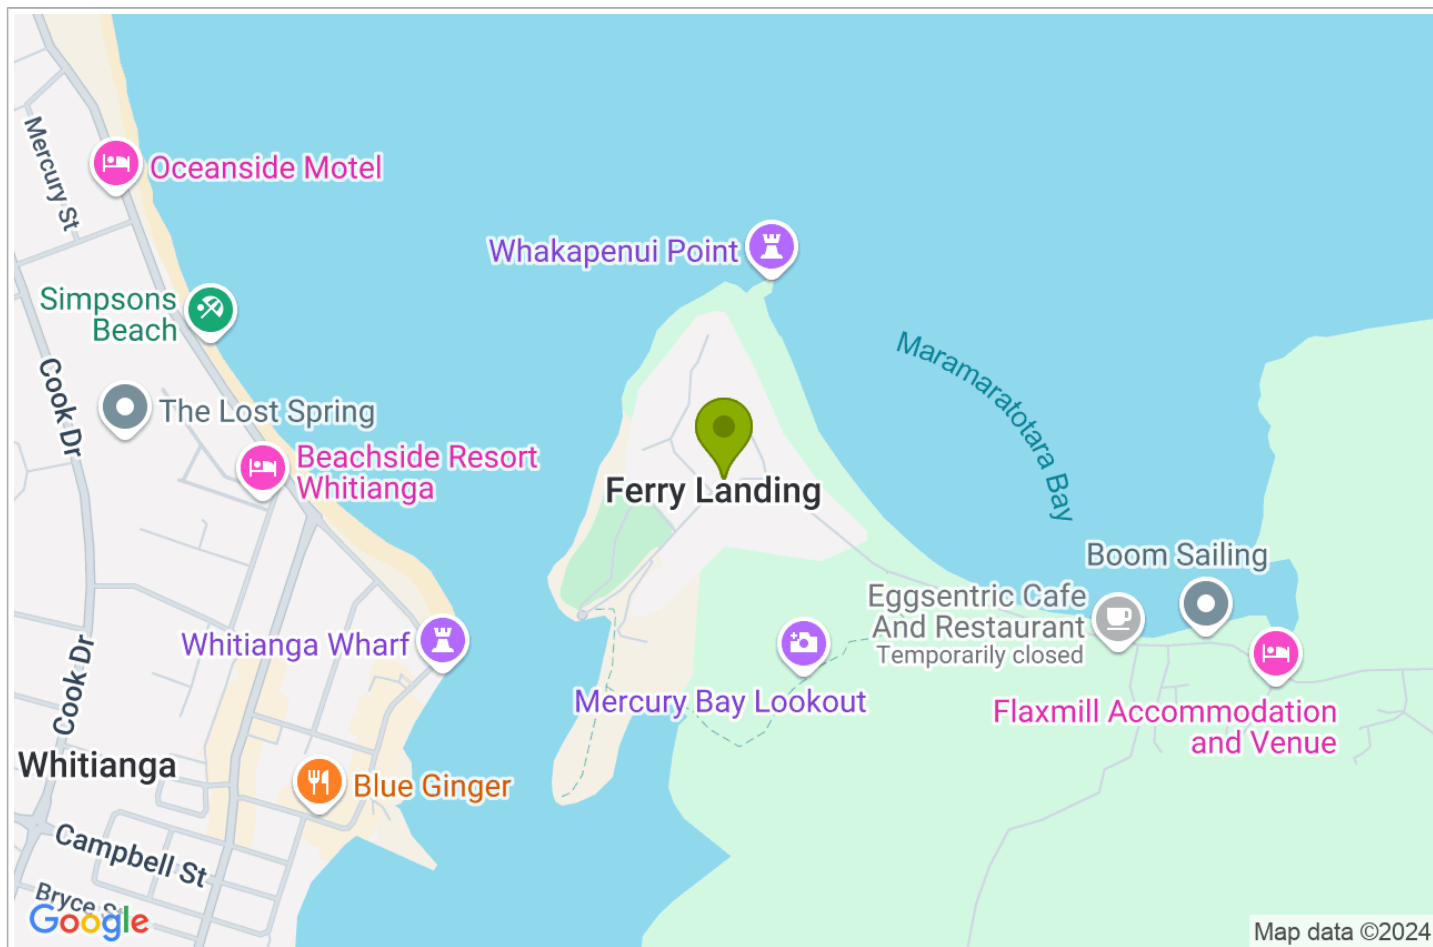 Mercury St
Oceanside Motel
Whakapenui Point
Simpsons
Beach
Maramaratotara Bay
Cook Dr
The Lost Spring
Beachside Resort
Whitianga
Ferry Landing
Boom Sailing
Eggsentric Cafe
And Restaurant
Temporarily closed
Whitianga Wharf
Cook Dr
Mercury Bay Lookout
Flaxmill Accommodation
and Venue
Whitianga
Blue Ginger
Campbell St
Bryce
Google
Map data ©2024